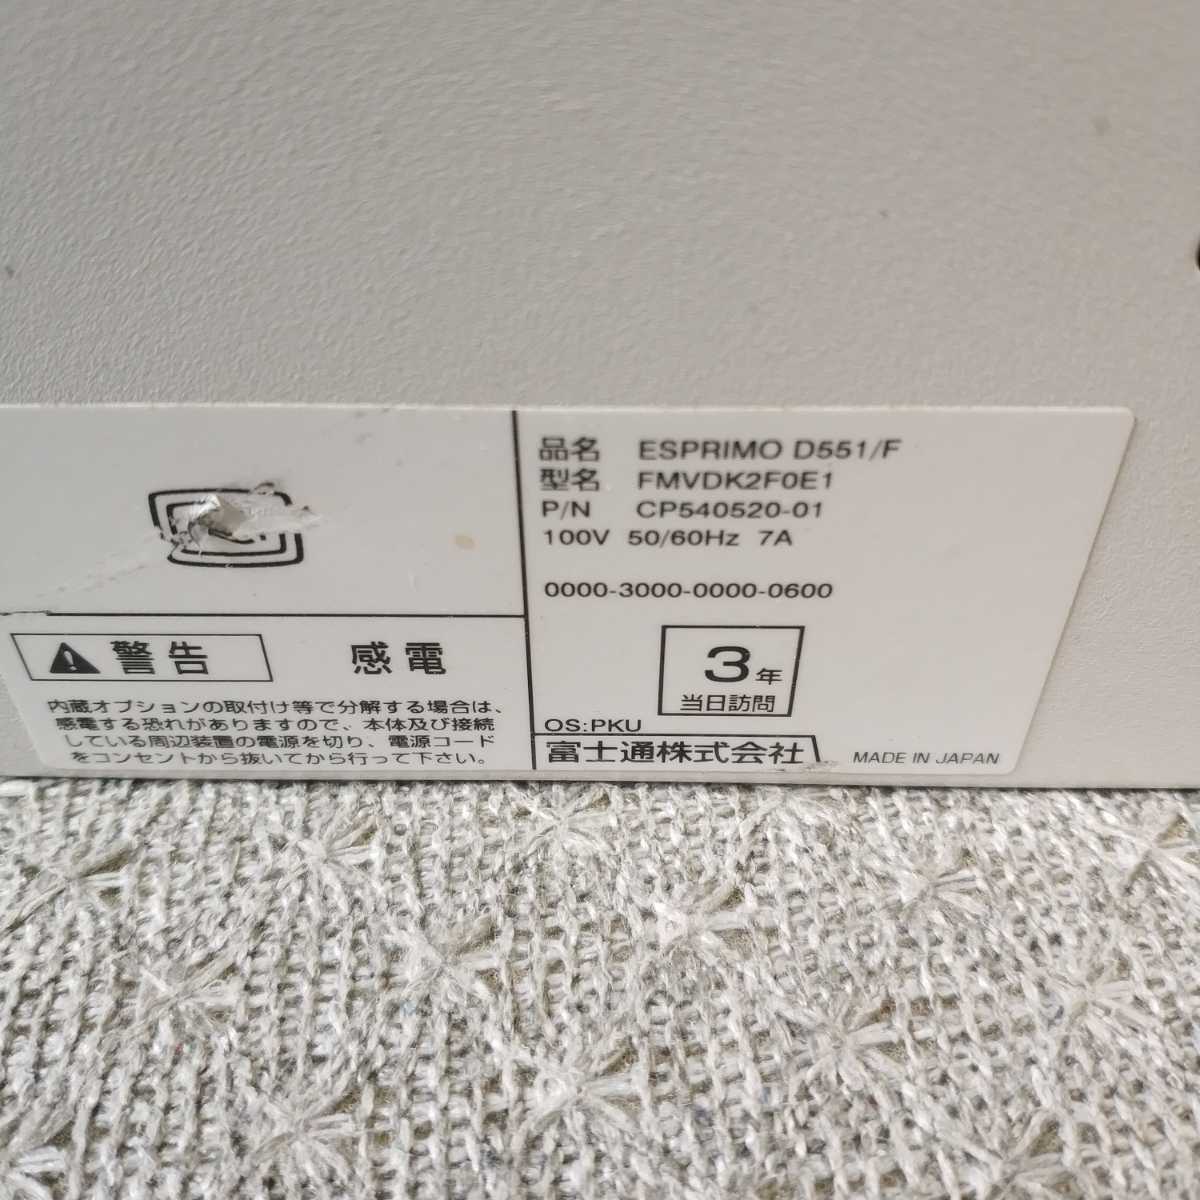 品名 ESPRIMO D551/F
型名 FMVDK2F0E1
P/N CP540520-01
100V 50/60Hz 7A
0000-3000-0000-0600
3年
当日訪問
OS:PKU
富士通株式会社
MADE IN JAPAN
警告 感電
内蔵オプションの取付け等で分解する場合は、
感電する恐れがありますので、本体及び接続
している周辺装置の電源を切り、電源コード
をコンセントから抜いてから行って下さい。